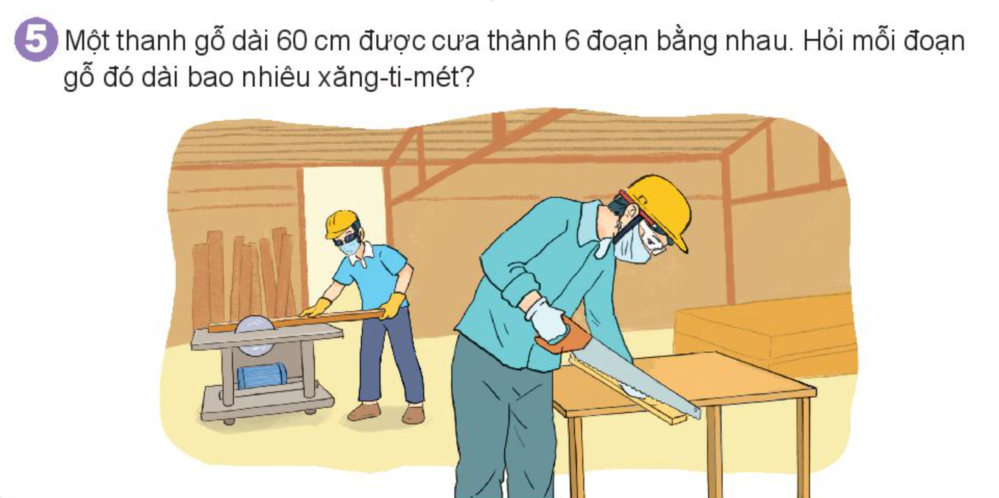 5 Một thanh gỗ dài 60 cm được cưa thành 6 đoạn bằng nhau. Hỏi mỗi đoạn
gỗ đó dài bao nhiêu xăng-ti-mét?